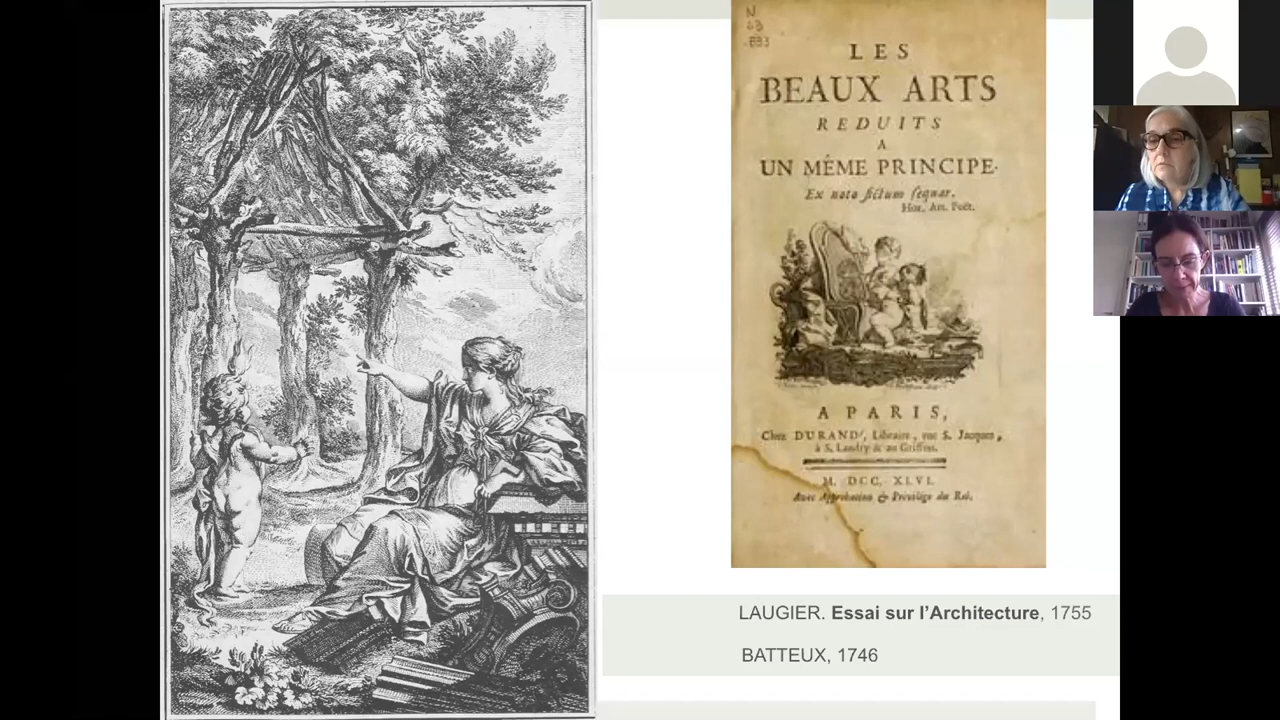 LES
BEAUX ARTS
REDUITS
A
UN MÊME PRINCIPE.
Ex noto fictum sequar.
Hor. Art. Poët.
A PARIS,
Chez DURAND, Libraire, rue S. Jacques,
à S. Landry & au Griffon.
M. DCC. XLVI.
Avec Approbation & Privilége du Roi.
LAUGIER. Essai sur l’Architecture, 1755
BATTEUX, 1746